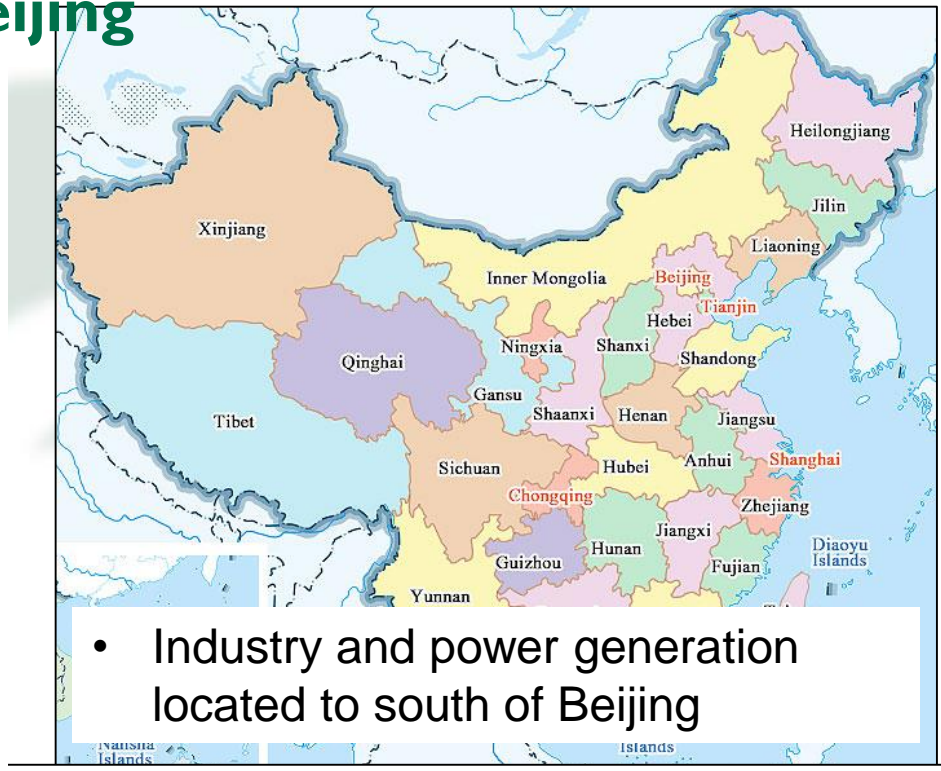 eijing
Heilongjiang
Jilin
Xinjiang
Liaoning
Inner Mongolia
Beijing
Tianjin
Hebei
Ningxia
Shanxi
Shandong
Qinghai
Gansu
Shaanxi
Henan
Jiangsu
Tibet
Sichuan
Hubei
Anhui
Shanghai
Chongqing
Zhejiang
Jiangxi
Guizhou
Hunan
Fujian
Diaoyu
Islands
Yunnan
• Industry and power generation
located to south of Beijing
Nansha
Islands
Islands